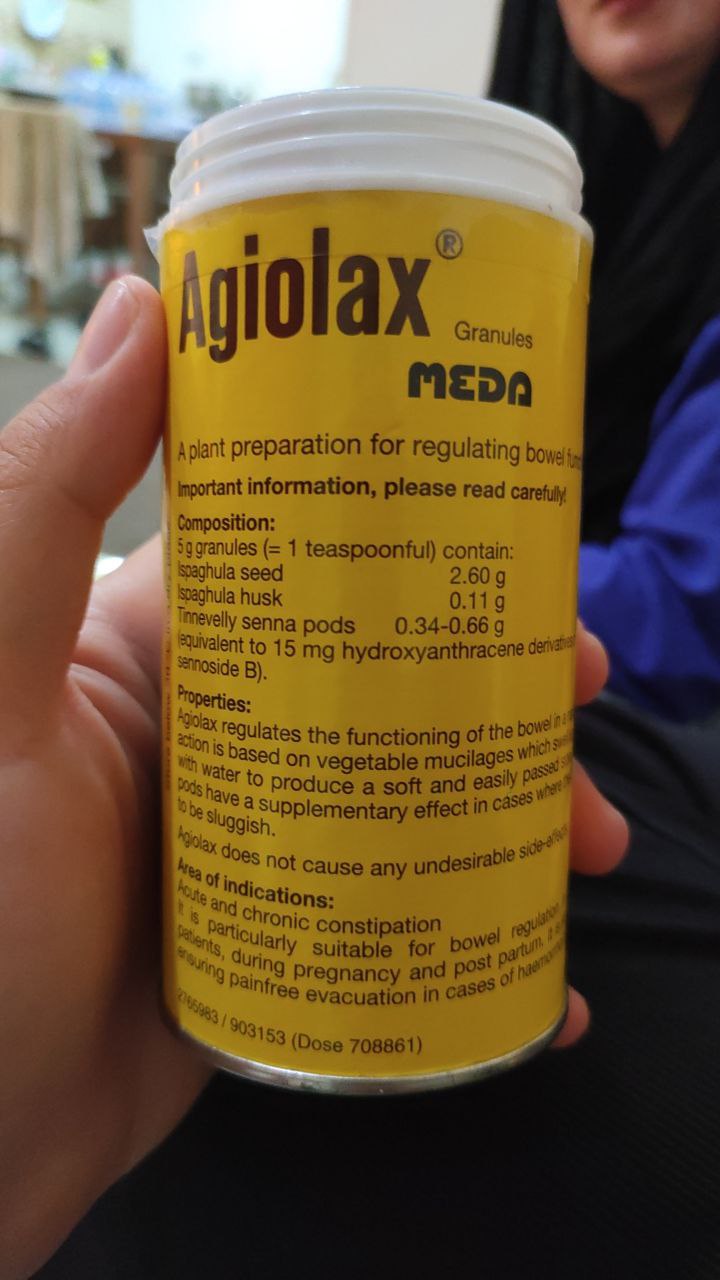 Agiolax®
Granules
MEDA
A plant preparation for regulating bowel
Important information, please read carefully!
Composition:
5 g granules (= 1 teaspoonful) contain:
Ispaghula seed 2.60 g
Ispaghula husk 0.11 g
Tinnevelly senna pods 0.34-0.66 g
(equivalent to 15 mg hydroxyanthracene
sennoside B).
Properties:
Agiolax regulates the functioning of the bowel in a
action is based on vegetable mucilages which
with water to produce a soft and easily passed
pods have a supplementary effect in cases where
to be sluggish.
Agiolax does not cause any undesirable
Area of indications:
Acute and chronic constipation
It is particularly suitable for bowel regulation
patients, during pregnancy and post partum.
ensuring painfree evacuation in cases of
2765983 / 903153 (Dose 708861)